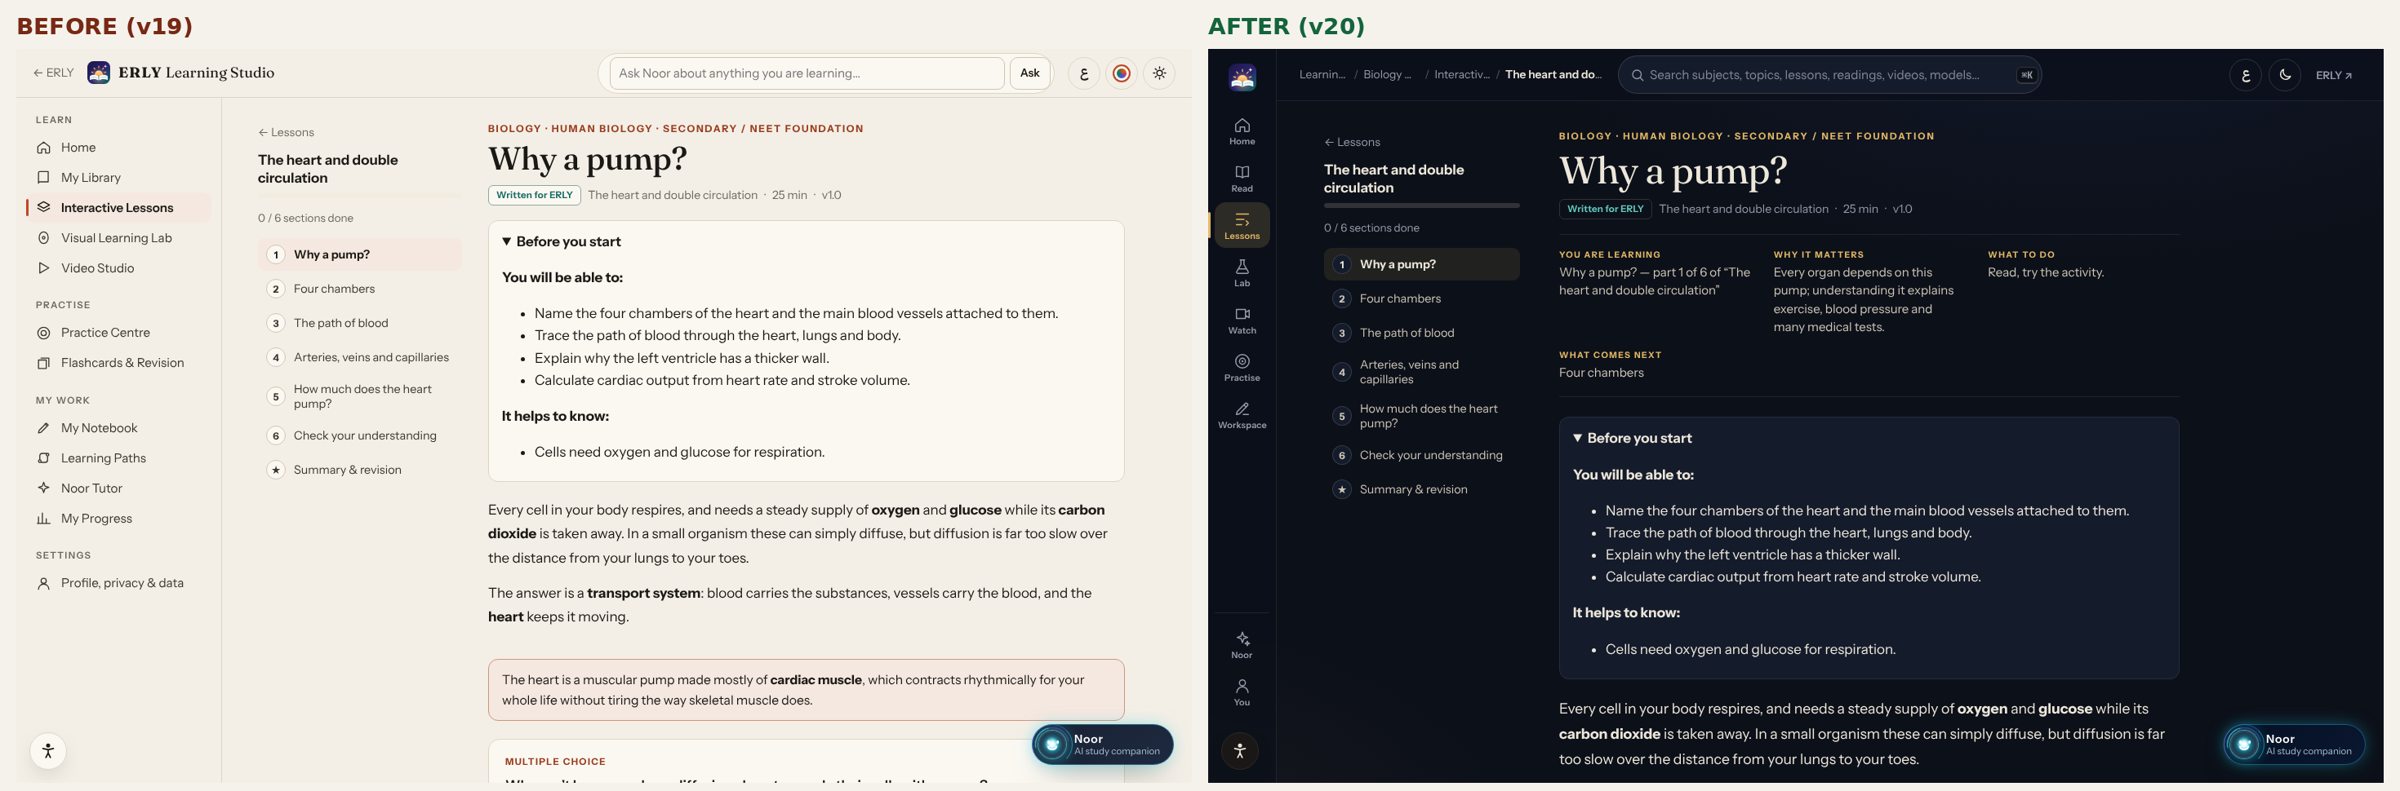 BEFORE (v19)
← ERLY
ERLY Learning Studio
Ask Noor about anything you are learning...
Ask
ع
LEARN
Home
My Library
Interactive Lessons
Visual Learning Lab
Video Studio
PRACTISE
Practice Centre
Flashcards & Revision
MY WORK
My Notebook
Learning Paths
Noor Tutor
My Progress
SETTINGS
Profile, privacy & data
← Lessons
The heart and double
circulation
0 / 6 sections done
1 Why a pump?
2 Four chambers
3 The path of blood
4 Arteries, veins and capillaries
5 How much does the heart
pump?
6 Check your understanding
★ Summary & revision
BIOLOGY · HUMAN BIOLOGY · SECONDARY / NEET FOUNDATION
Why a pump?
Written for ERLY The heart and double circulation · 25 min · v1.0
▼ Before you start
You will be able to:
• Name the four chambers of the heart and the main blood vessels attached to them.
• Trace the path of blood through the heart, lungs and body.
• Explain why the left ventricle has a thicker wall.
• Calculate cardiac output from heart rate and stroke volume.
It helps to know:
• Cells need oxygen and glucose for respiration.
Every cell in your body respires, and needs a steady supply of oxygen and glucose while its carbon
dioxide is taken away. In a small organism these can simply diffuse, but diffusion is far too slow over
the distance from your lungs to your toes.
The answer is a transport system: blood carries the substances, vessels carry the blood, and the
heart keeps it moving.
The heart is a muscular pump made mostly of cardiac muscle, which contracts rhythmically for your
whole life without tiring the way skeletal muscle does.
MULTIPLE CHOICE
Noor
AI study companion
AFTER (v20)
Learnin... / Biology ... / Interactiv... / The heart and do...
Search subjects, topics, lessons, readings, videos, models...
⌘K
ع
ERLY ↗
Home
Read
Lessons
Lab
Watch
Practise
Workspace
Noor
You
← Lessons
The heart and double
circulation
0 / 6 sections done
1 Why a pump?
2 Four chambers
3 The path of blood
4 Arteries, veins and
capillaries
5 How much does the heart
pump?
6 Check your understanding
★ Summary & revision
BIOLOGY · HUMAN BIOLOGY · SECONDARY / NEET FOUNDATION
Why a pump?
Written for ERLY The heart and double circulation · 25 min · v1.0
YOU ARE LEARNING
Why a pump? — part 1 of 6 of “The
heart and double circulation”
WHY IT MATTERS
Every organ depends on this
pump; understanding it explains
exercise, blood pressure and
many medical tests.
WHAT TO DO
Read, try the activity.
WHAT COMES NEXT
Four chambers
▼ Before you start
You will be able to:
• Name the four chambers of the heart and the main blood vessels attached to them.
• Trace the path of blood through the heart, lungs and body.
• Explain why the left ventricle has a thicker wall.
• Calculate cardiac output from heart rate and stroke volume.
It helps to know:
• Cells need oxygen and glucose for respiration.
Every cell in your body respires, and needs a steady supply of oxygen and glucose while its
carbon dioxide is taken away. In a small organism these can simply diffuse, but diffusion is far
too slow over the distance from your lungs to your toes.
Noor
AI study companion